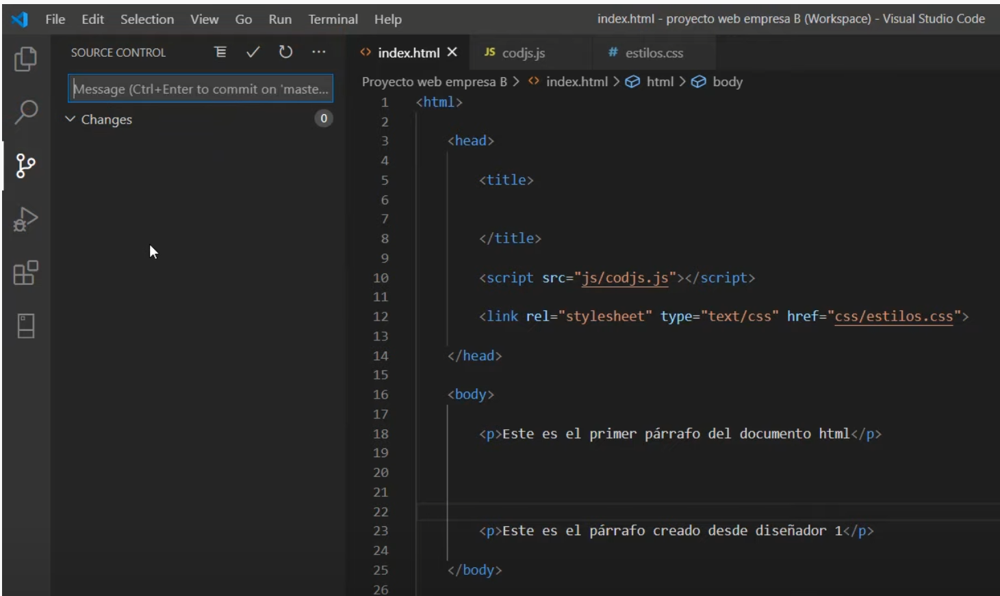 File Edit Selection View Go Run Terminal Help index.html - proyecto web empresa B (Workspace) - Visual Studio Code
SOURCE CONTROL
Message (Ctrl+Enter to commit on 'maste...
Changes 0
index.html JS codjs.js # estilos.css
Proyecto web empresa B > index.html > html > body
1 <html>
2
3 <head>
4
5 <title>
6
7
8 </title>
9
10 <script src="js/codjs.js"></script>
11
12 <link rel="stylesheet" type="text/css" href="css/estilos.css">
13
14 </head>
15
16 <body>
17
18 <p>Este es el primer párrafo del documento html</p>
19
20
21
22
23 <p>Este es el párrafo creado desde diseñador 1</p>
24
25 </body>
26